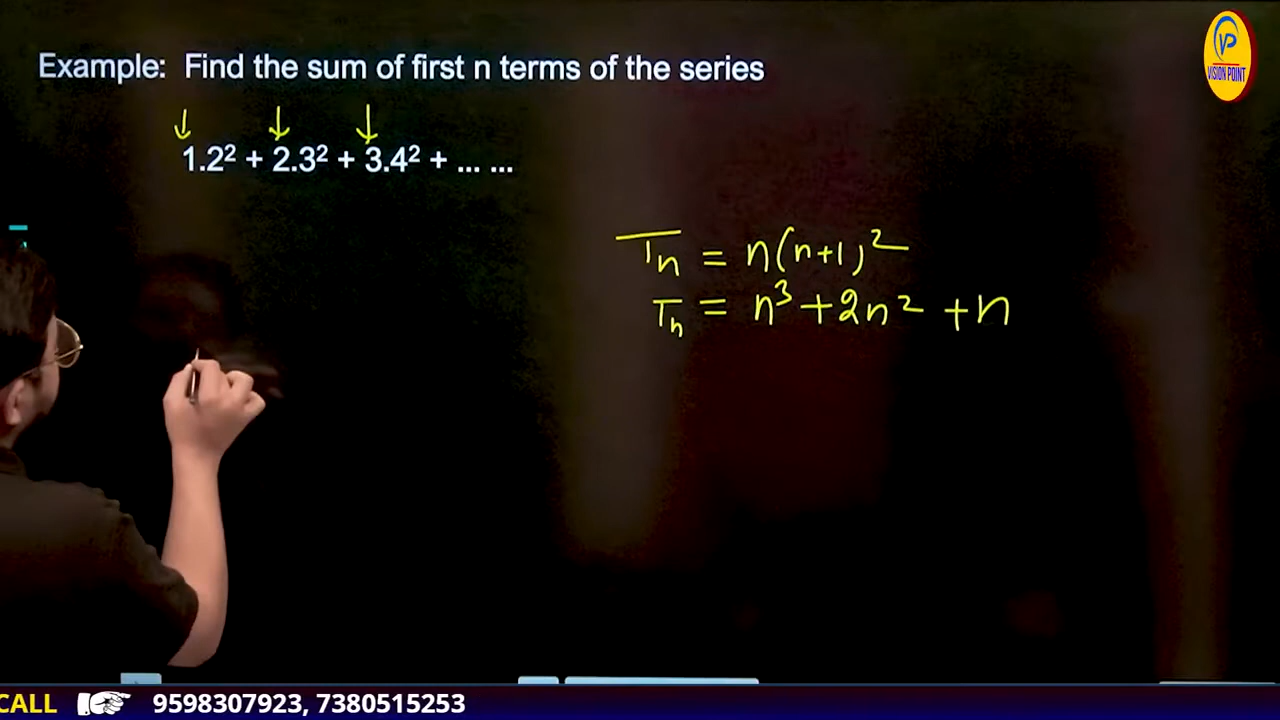 Example: Find the sum of first n terms of the series
1.2² + 2.3² + 3.4² + ... ...
Tn = n(n+1)²
Tn = n³ + 2n² + n
VP
VISION POINT
CALL 9598307923, 7380515253